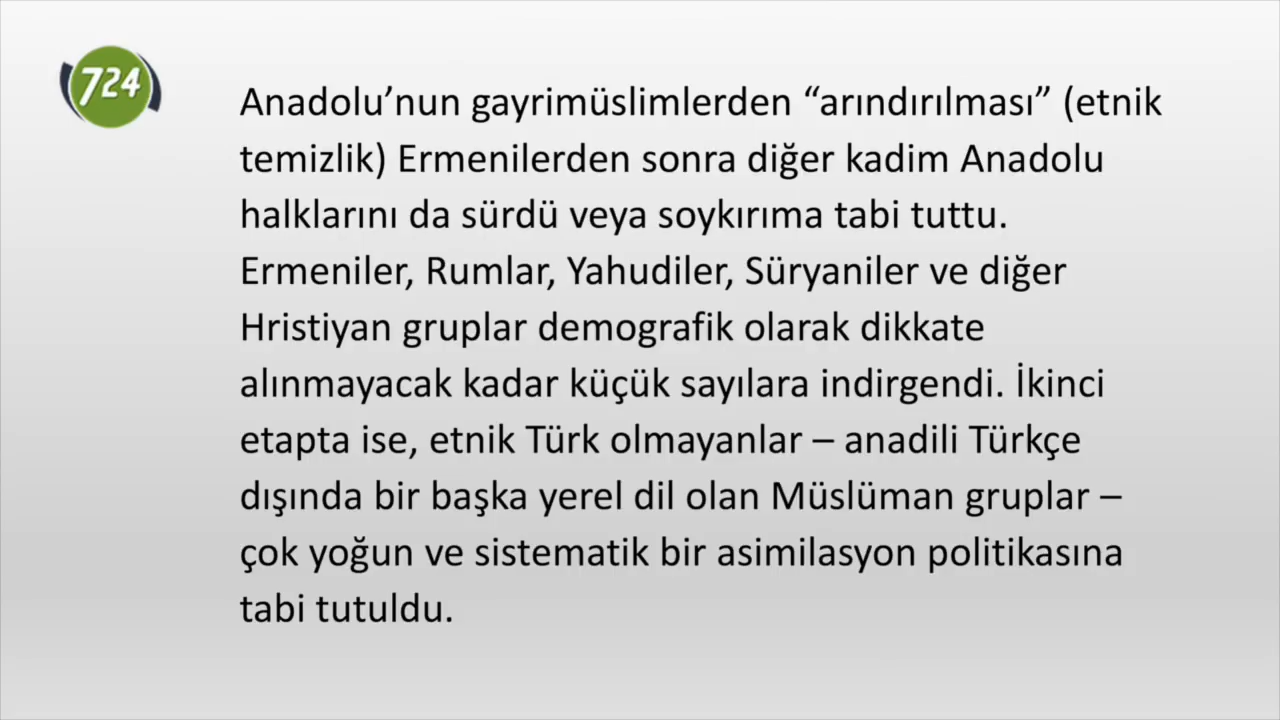 724
Anadolu’nun gayrimüslimlerden “arındırılması” (etnik
temizlik) Ermenilerden sonra diğer kadim Anadolu
halklarını da sürdü veya soykırıma tabi tuttu.
Ermeniler, Rumlar, Yahudiler, Süryaniler ve diğer
Hristiyan gruplar demografik olarak dikkate
alınmayacak kadar küçük sayılara indirgendi. İkinci
etapta ise, etnik Türk olmayanlar – anadili Türkçe
dışında bir başka yerel dil olan Müslüman gruplar –
çok yoğun ve sistematik bir asimilasyon politikasına
tabi tutuldu.